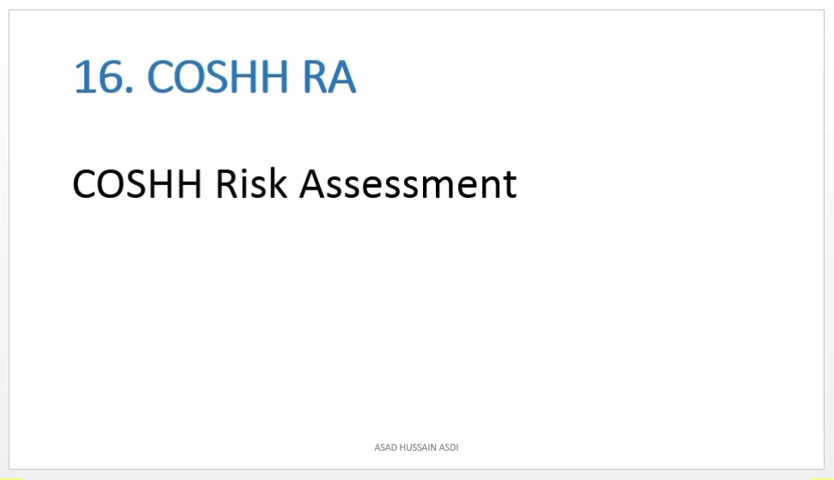 16. COSHH RA
COSHH Risk Assessment
ASAD HUSSAIN ASDI